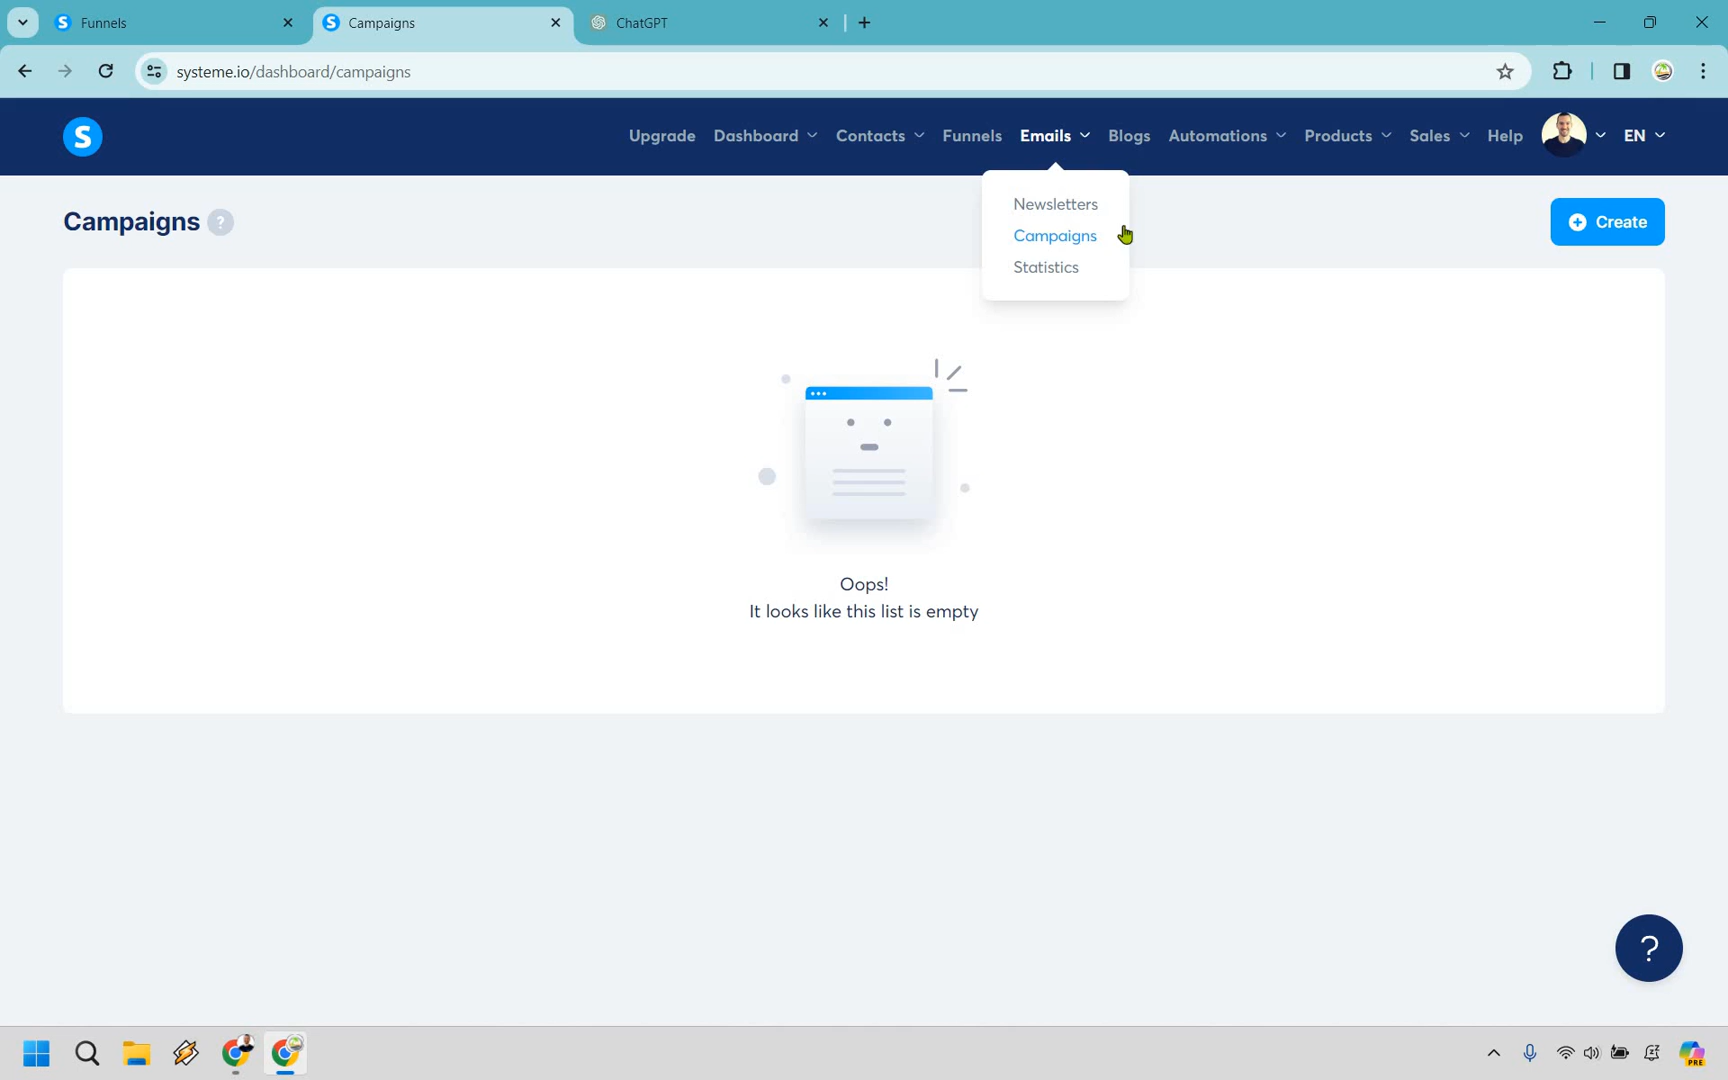 Funnels
Campaigns
ChatGPT
systeme.io/dashboard/campaigns
S
Upgrade Dashboard Contacts Funnels Emails Blogs Automations Products Sales Help EN
Newsletters
Campaigns
Statistics
Campaigns ?
Create
Oops!
It looks like this list is empty
?
PRE